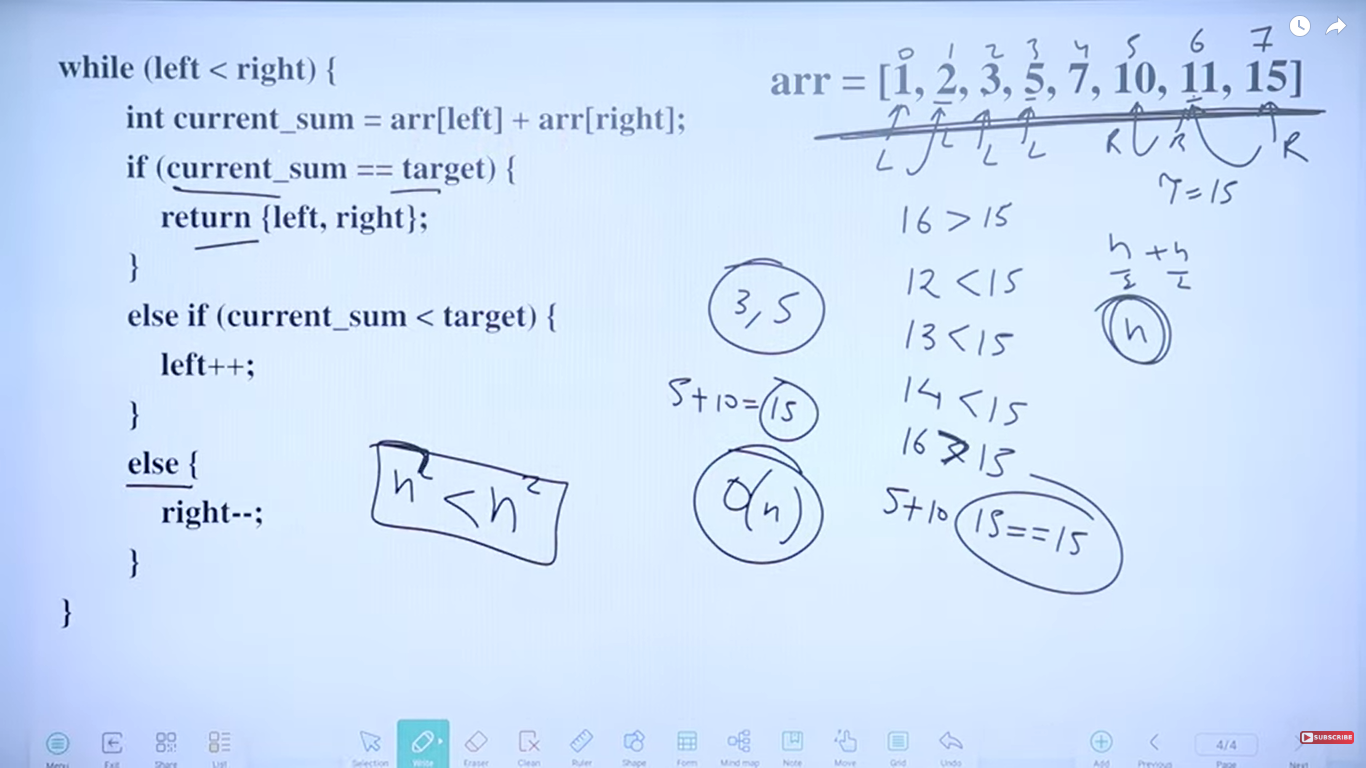 while (left < right) {
int current_sum = arr[left] + arr[right];
if (current_sum == target) {
return {left, right};
}
else if (current_sum < target) {
left++;
}
else {
right--;
}
}
0 1 2 3 4 5 6 7
arr = [1, 2, 3, 5, 7, 10, 11, 15]
L L L L R R R
T=15
16 > 15
12 < 15
13 < 15
14 < 15
16 > 15
5+10 15==15
n/2 + n/2
n
3, 5
5+10=15
O(n)
n² < n²
Menu Exit Share List Selection Write Eraser Clean Ruler Shape Form Mind map Note Move Grid Undo Add Previous 4/4 Page Next
SUBSCRIBE